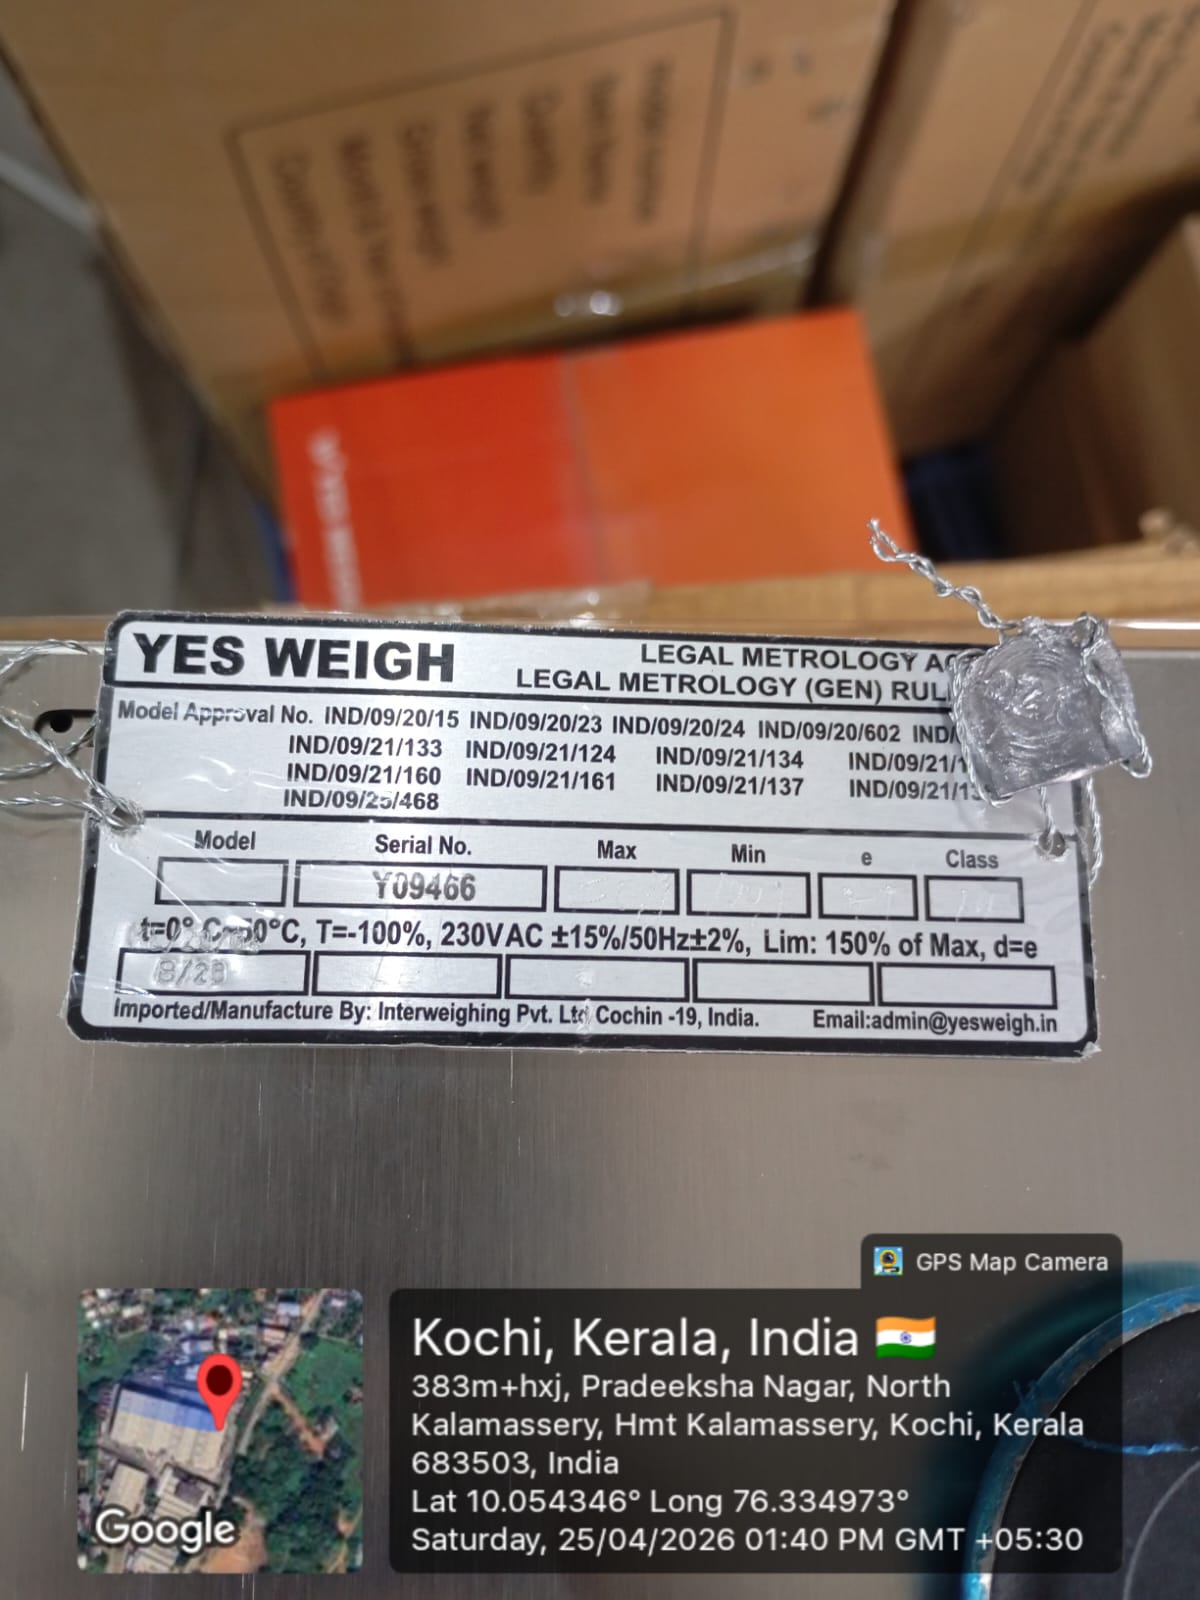 YES WEIGH
LEGAL METROLOGY
LEGAL METROLOGY (GEN)
Model Approval No. IND/09/20/15 IND/09/20/23 IND/09/20/24 IND/09/20/602
IND/09/21/133 IND/09/21/124 IND/09/21/134
IND/09/21/160 IND/09/21/161 IND/09/21/137
IND/09/25/468
Model Serial No. Max Min e Class
Y09466
t=0° C~50°C, T=-100%, 230VAC ±15%/50Hz±2%, Lim: 150% of Max, d=e
Imported/Manufacture By: Interweighing Pvt. Ltd Cochin -19, India. Email:admin@yesweigh.in
GPS Map Camera
Kochi, Kerala, India
383m+hxj, Pradeeksha Nagar, North
Kalamassery, Hmt Kalamassery, Kochi, Kerala
683503, India
Lat 10.054346° Long 76.334973°
Saturday, 25/04/2026 01:40 PM GMT +05:30
Google